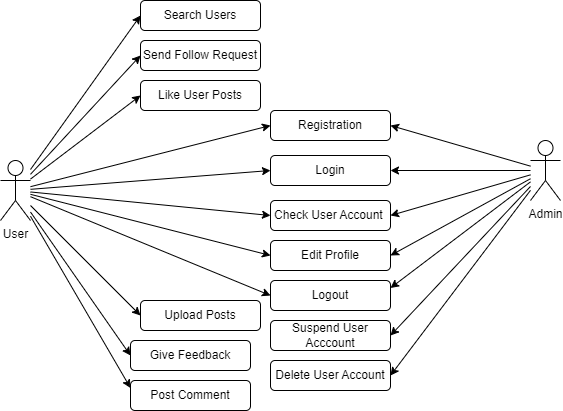 Search Users
Send Follow Request
Like User Posts
Registration
Login
User
Admin
Check User Account
Edit Profile
Logout
Upload Posts
Suspend User
Acccount
Give Feedback
Delete User Account
Post Comment